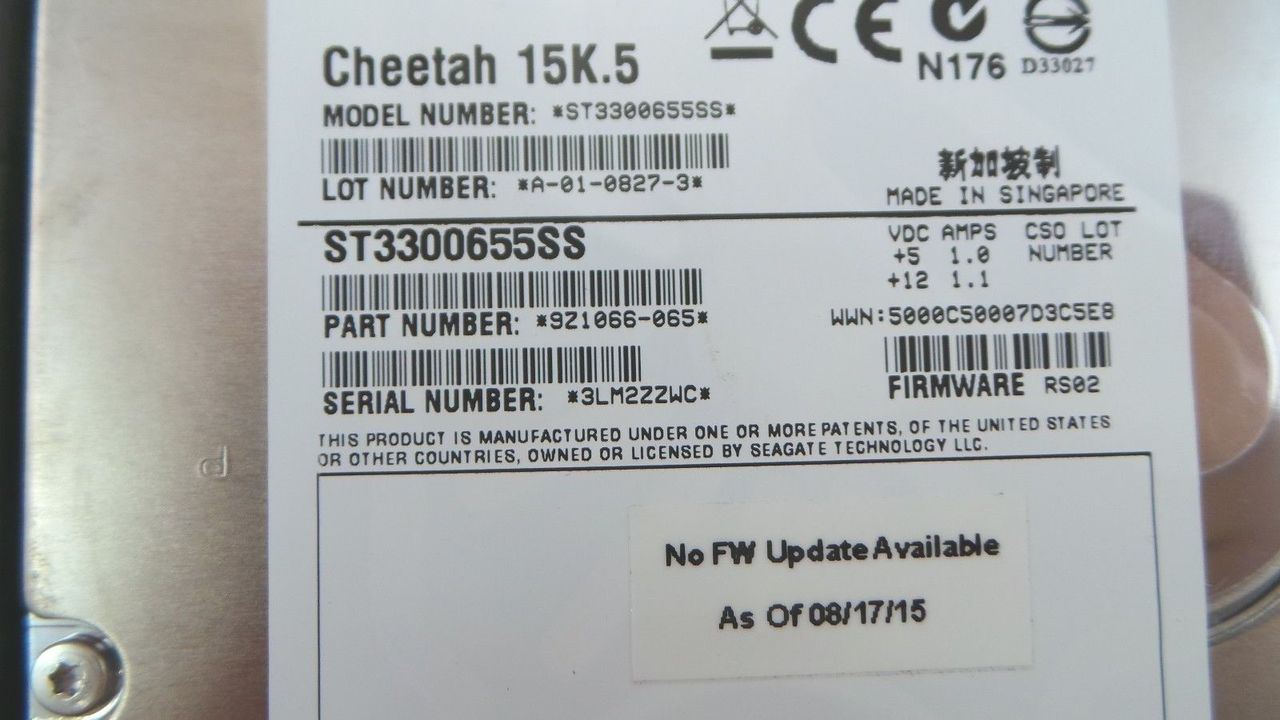 Cheetah 15K.5
N176
D33027
MODEL NUMBER: *ST3300655SS*
LOT NUMBER: *A-01-0827-3*
新加坡制
MADE IN SINGAPORE
ST3300655SS
VDC AMPS
+5 1.0
+12 1.1
CSO LOT
NUMBER
PART NUMBER: *9Z1066-065*
WWN:5000C50007D3C5E8
SERIAL NUMBER: *3LM2ZZWC*
FIRMWARE RS02
THIS PRODUCT IS MANUFACTURED UNDER ONE OR MORE PATENTS, OF THE UNITED STATES
OR OTHER COUNTRIES, OWNED OR LICENSED BY SEAGATE TECHNOLOGY LLC.
No FW Update Available
As Of 08/17/15